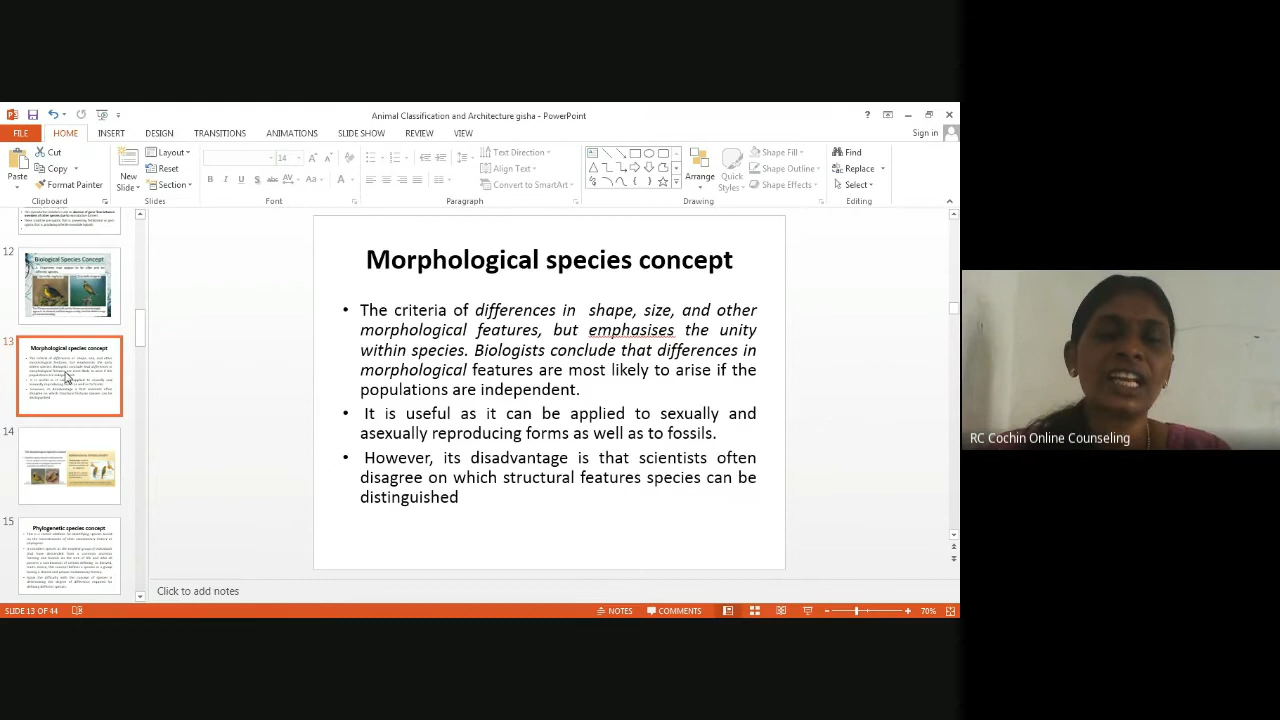 Animal Classification and Architecture gisha - PowerPoint
Sign in
FILE HOME INSERT DESIGN TRANSITIONS ANIMATIONS SLIDE SHOW REVIEW VIEW
Paste
Cut
Copy
Format Painter
Clipboard
New Slide
Layout
Reset
Section
Slides
14
Font
Text Direction
Align Text
Convert to SmartArt
Paragraph
Arrange
Quick Styles
Shape Fill
Shape Outline
Shape Effects
Drawing
Find
Replace
Select
Editing
12
Biological Species Concept
13
Morphological species concept
14
15
Phylogenetic species concept
Morphological species concept
• The criteria of differences in shape, size, and other
morphological features, but emphasises the unity
within species. Biologists conclude that differences in
morphological features are most likely to arise if the
populations are independent.
• It is useful as it can be applied to sexually and
asexually reproducing forms as well as to fossils.
• However, its disadvantage is that scientists often
disagree on which structural features species can be
distinguished
Click to add notes
SLIDE 13 OF 44
NOTES COMMENTS 70%
RC Cochin Online Counseling